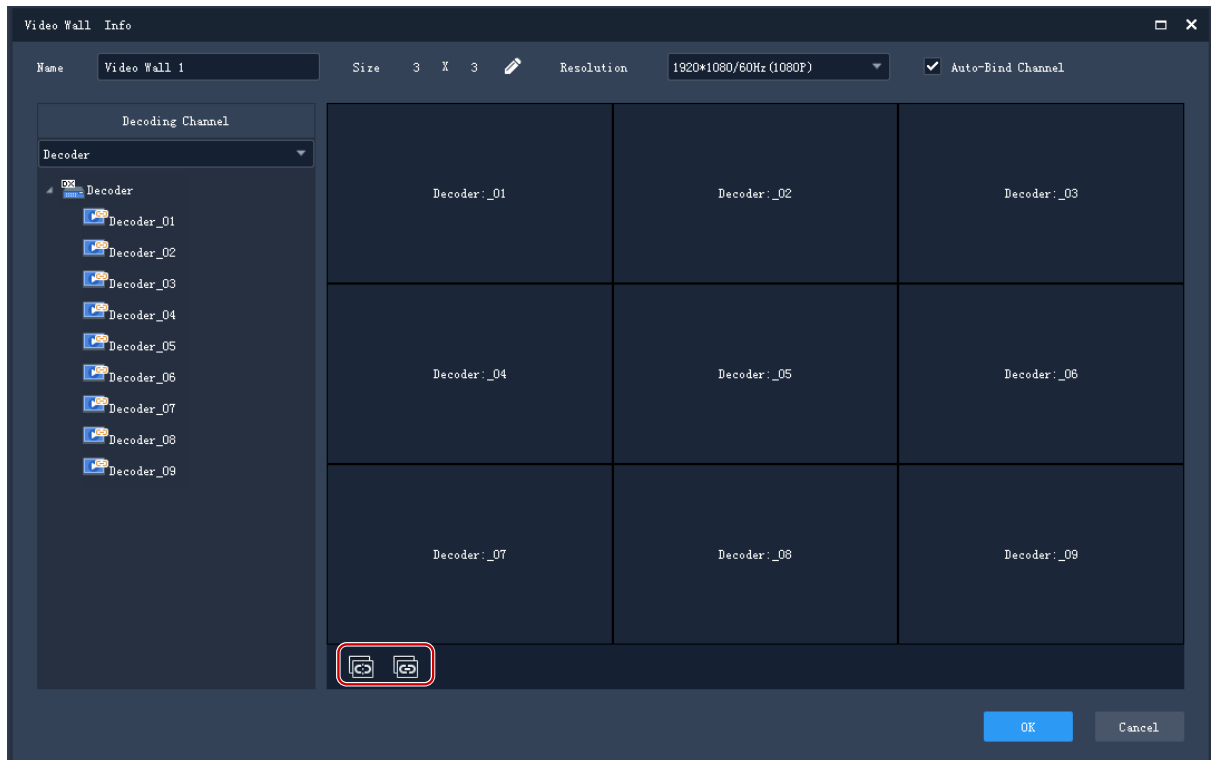 Video Wall Info
Name Video Wall 1 Size 3 X 3 Resolution 1920*1080/60Hz(1080P) Auto-Bind Channel
Decoding Channel
Decoder
DX Decoder
Decoder_01
Decoder_02
Decoder_03
Decoder_04
Decoder_05
Decoder_06
Decoder_07
Decoder_08
Decoder_09
Decoder:_01 Decoder:_02 Decoder:_03
Decoder:_04 Decoder:_05 Decoder:_06
Decoder:_07 Decoder:_08 Decoder:_09
OK Cancel